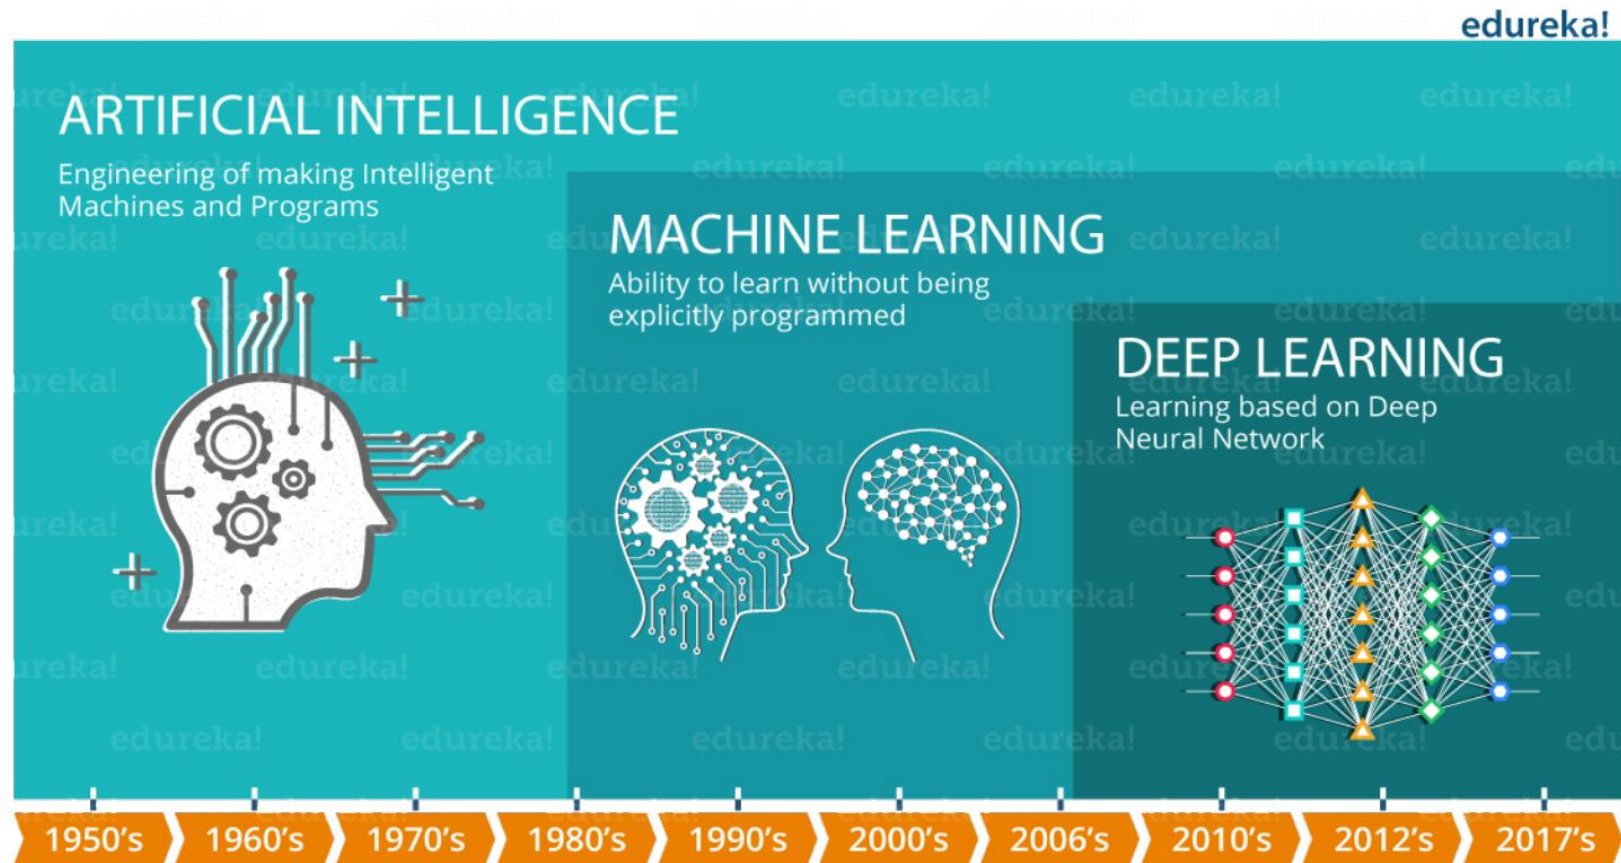 edureka!
ARTIFICIAL INTELLIGENCE
Engineering of making Intelligent
Machines and Programs
MACHINE LEARNING
Ability to learn without being
explicitly programmed
DEEP LEARNING
Learning based on Deep
Neural Network
1950's 1960's 1970's 1980's 1990's 2000's 2006's 2010's 2012's 2017's